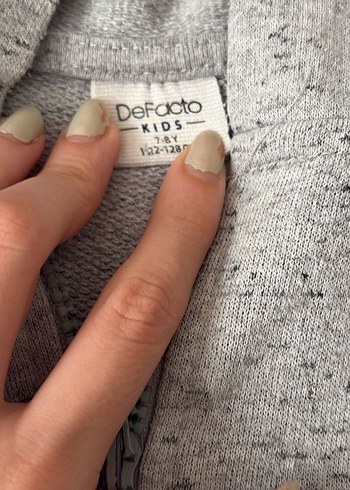 DeFacto
KIDS
7-8Y
122-128